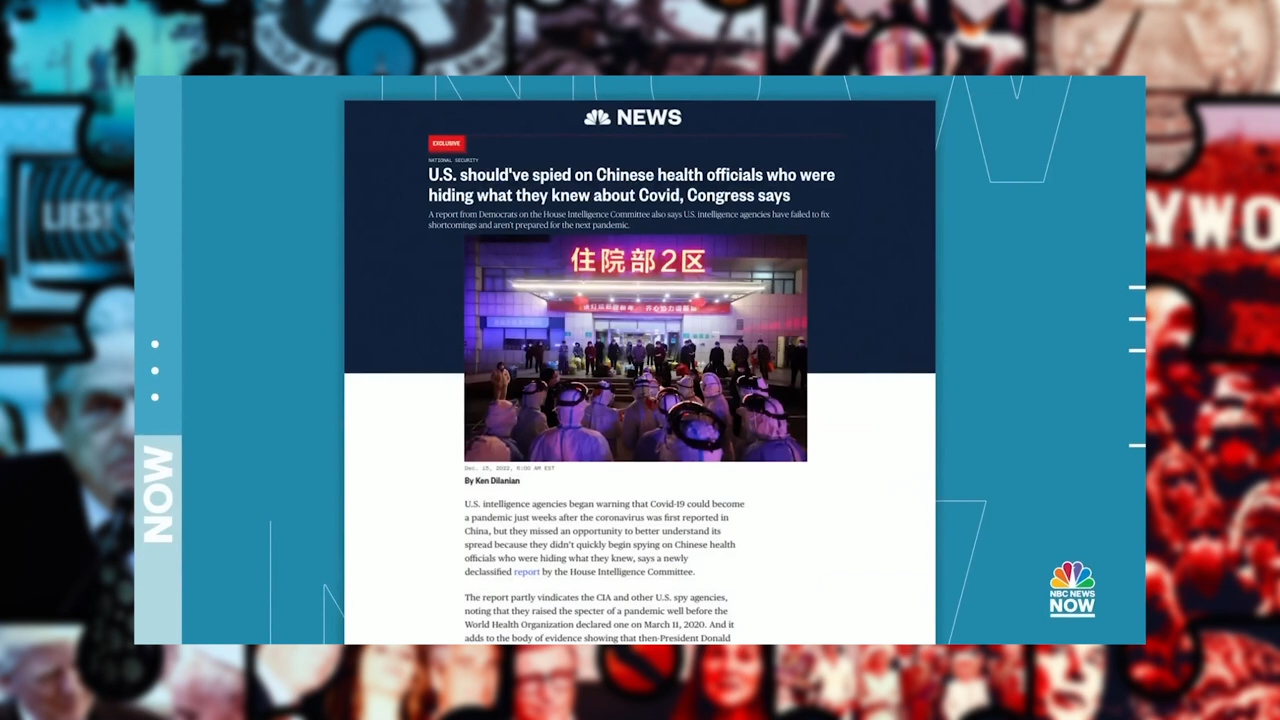 NEWS
EXCLUSIVE
NATIONAL SECURITY
U.S. should've spied on Chinese health officials who were
hiding what they knew about Covid, Congress says
A report from Democrats on the House Intelligence Committee also says U.S. intelligence agencies have failed to fix
shortcomings and aren't prepared for the next pandemic.
住院部2区
Dec. 15, 2022, 6:00 AM EST
By Ken Dilanian
U.S. intelligence agencies began warning that Covid-19 could become
a pandemic just weeks after the coronavirus was first reported in
China, but they missed an opportunity to better understand its
spread because they didn't quickly begin spying on Chinese health
officials who were hiding what they knew, says a newly
declassified report by the House Intelligence Committee.
The report partly vindicates the CIA and other U.S. spy agencies,
noting that they raised the specter of a pandemic well before the
World Health Organization declared one on March 11, 2020. And it
adds to the body of evidence showing that then-President Donald
NOW
NBC NEWS
NOW
LIES!
YWO